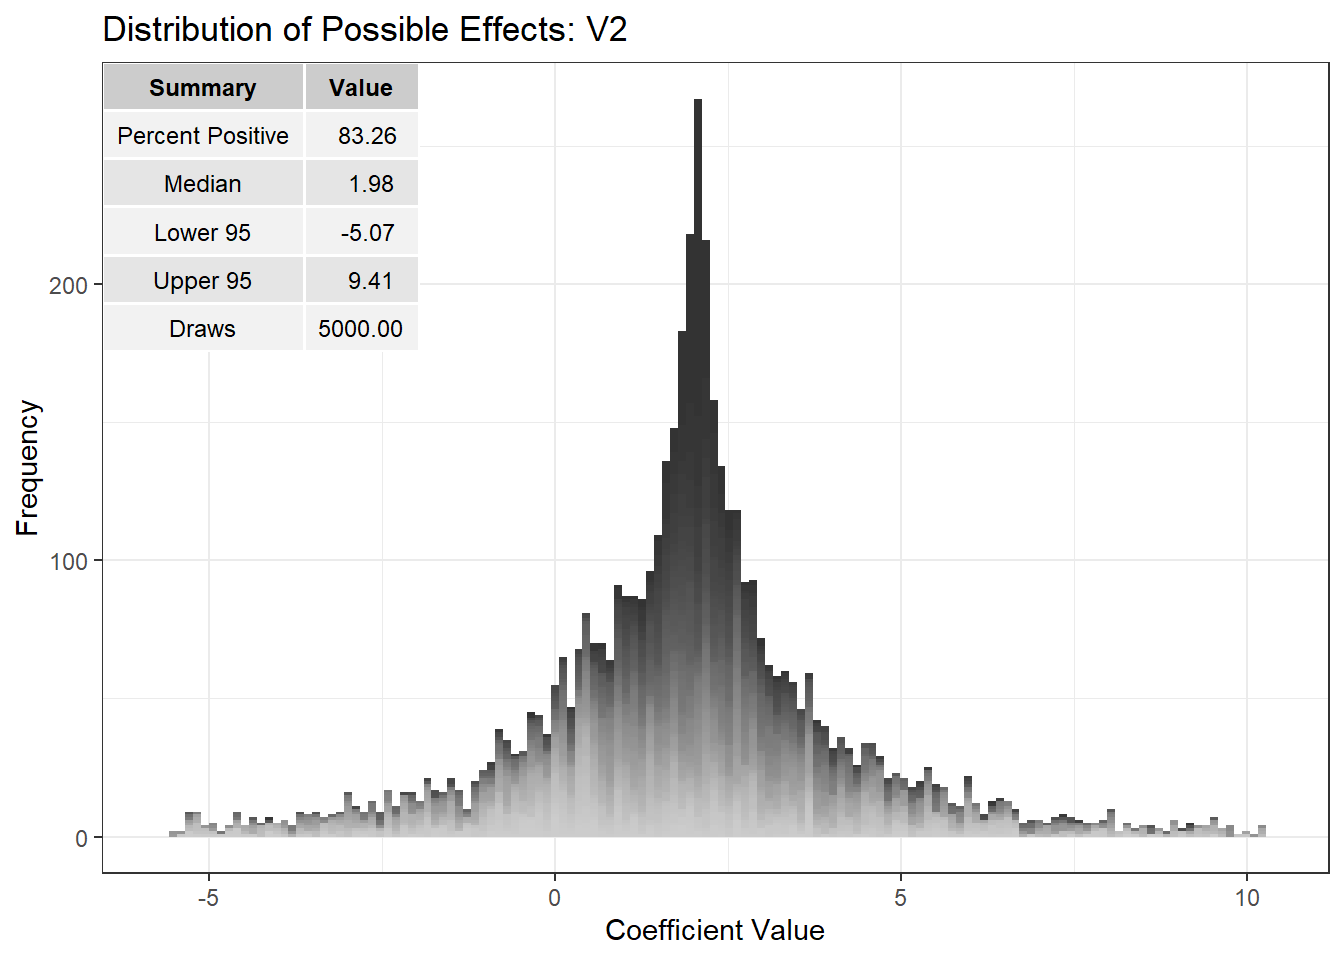 Distribution of Possible Effects: V2
Summary Value
Percent Positive 83.26
Median 1.98
Lower 95 -5.07
Upper 95 9.41
Draws 5000.00
200
100
0
Frequency
-5 0 5 10
Coefficient Value